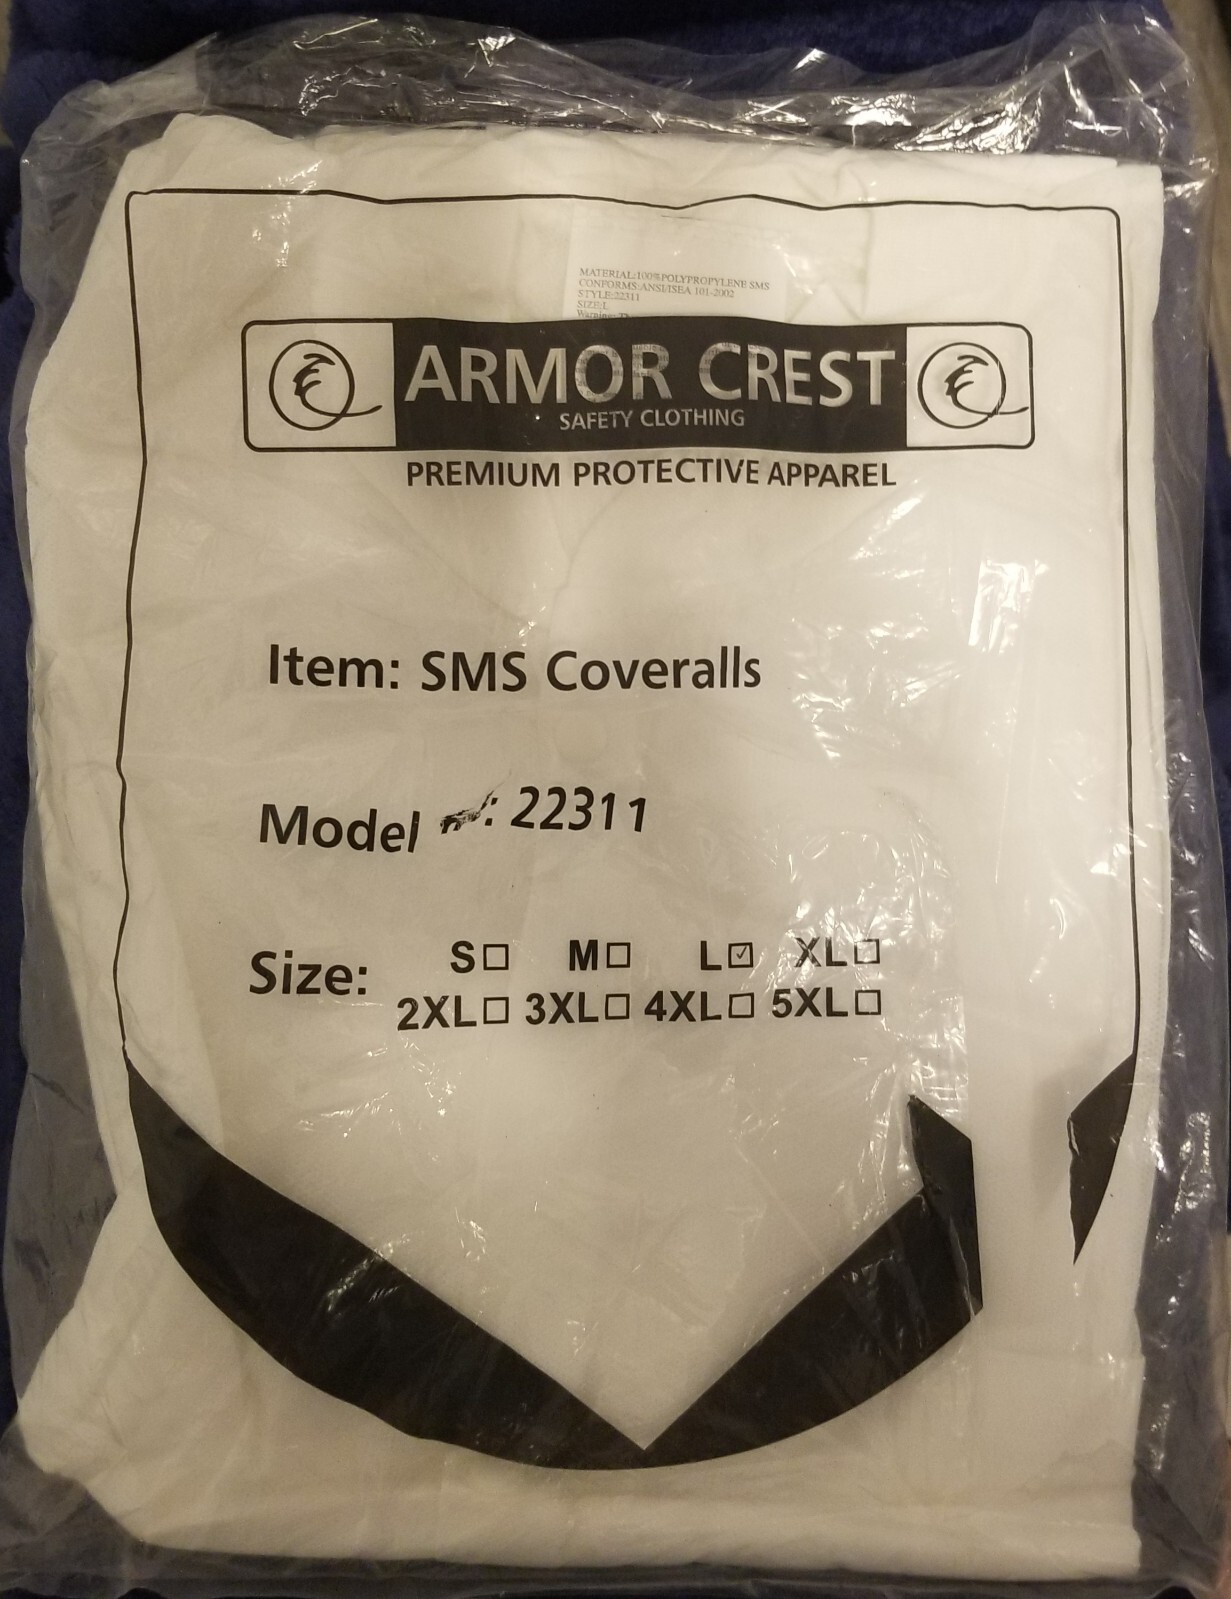 MATERIAL:100%POLYPROPYLENE SMS
CONFORMS:ANSI/ISEA 101-2002
STYLE:22311
SIZE:L
Warning:
ARMOR CREST
SAFETY CLOTHING
PREMIUM PROTECTIVE APPAREL
Item: SMS Coveralls
Model : 22311
Size:
S☐ M☐ L☑ XL☐
2XL☐ 3XL☐ 4XL☐ 5XL☐